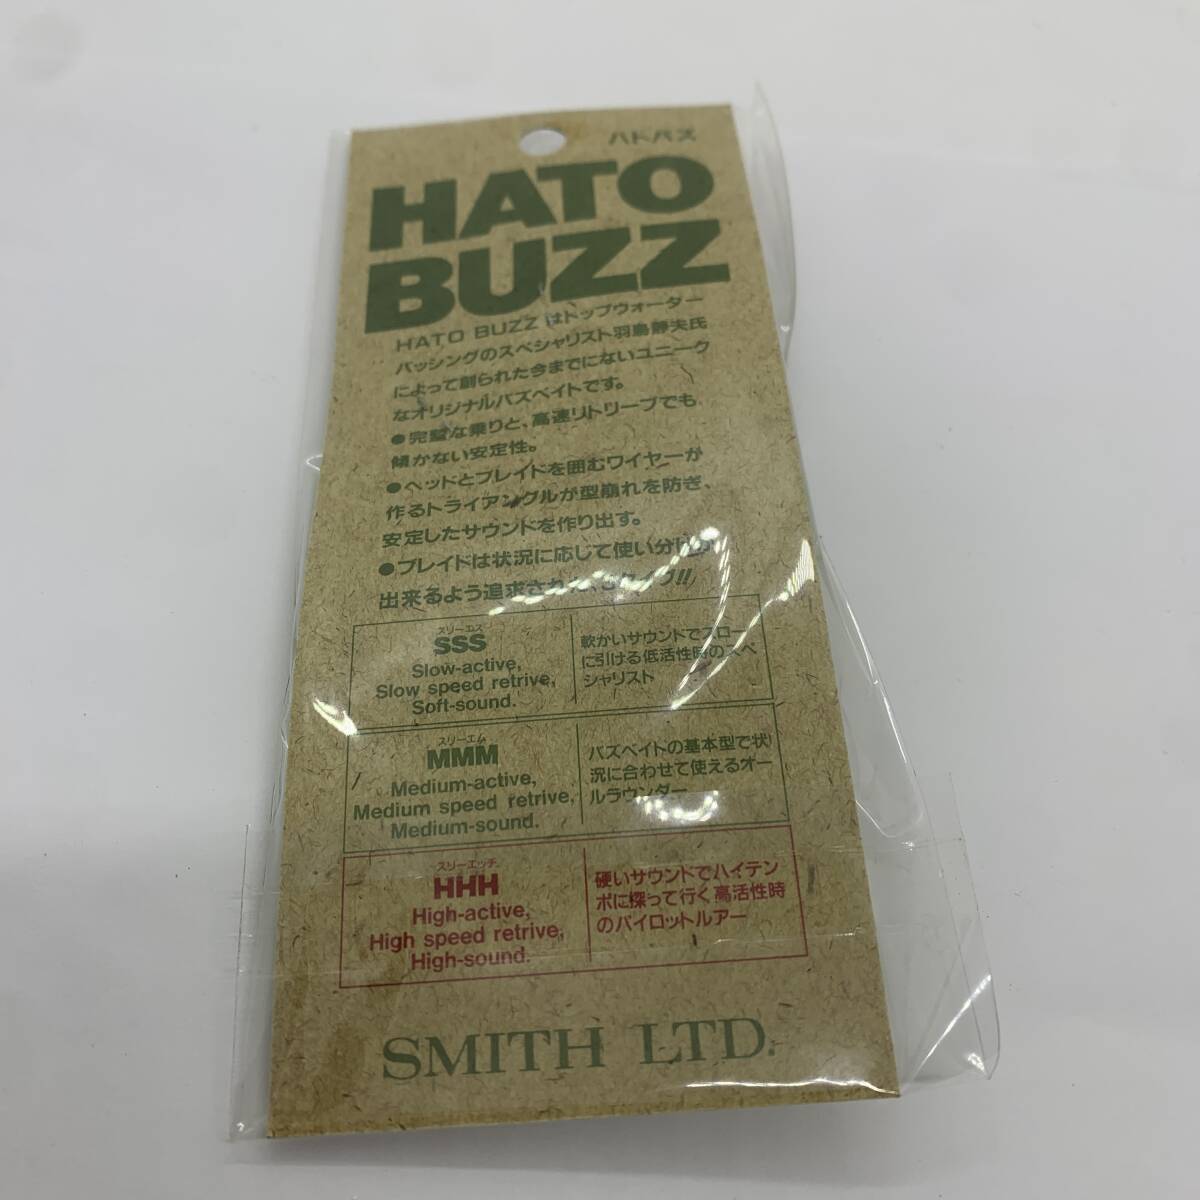 ハトバズ
HATO
BUZZ
HATO BUZZ はトップウォーター
バッシングのスペシャリスト羽鳥静夫氏
によって創られた今までにないユニーク
なオリジナルバズベイトです。
●完璧な乗りと、高速リトリーブでも
傾かない安定性。
●ヘッドとブレイドを囲むワイヤーが
作るトライアングルが型崩れを防ぎ、
安定したサウンドを作り出す。
●ブレイドは状況に応じて使い分けが
出来るよう追求された、3タイプ!!
スリーエス
SSS
Slow-active,
Slow speed retrive,
Soft-sound.
軟かいサウンドでスロー
に引ける低活性時のスペ
シャリスト
スリーエム
MMM
Medium-active,
Medium speed retrive,
Medium-sound.
バズベイトの基本型で状
況に合わせて使えるオー
ルラウンダー
スリーエッチ
HHH
High-active,
High speed retrive,
High-sound.
硬いサウンドでハイテン
ポに探って行く高活性時
のパイロットルアー
SMITH LTD.